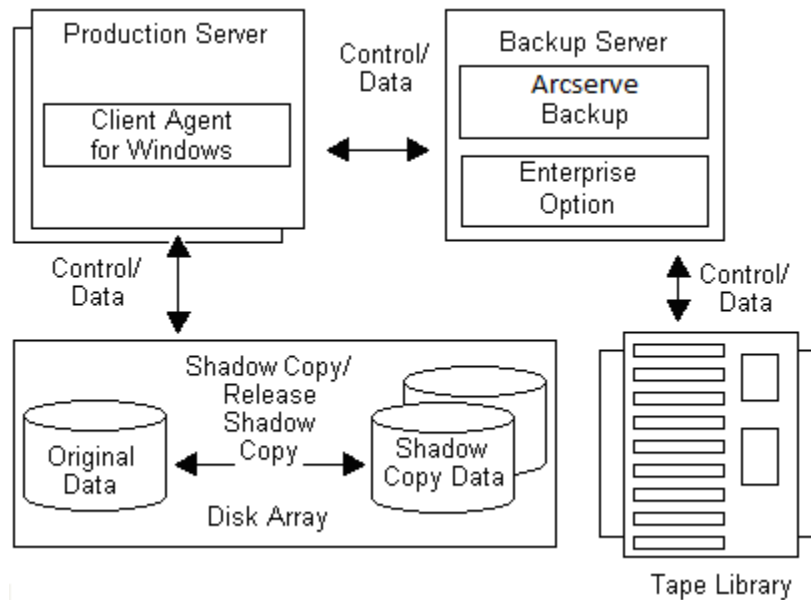 Production Server
Client Agent
for Windows
Control/
Data
Backup Server
Arcserve
Backup
Enterprise
Option
Control/
Data
Control/
Data
Shadow Copy/
Release
Shadow
Copy
Original
Data
Shadow
Copy Data
Disk Array
Tape Library